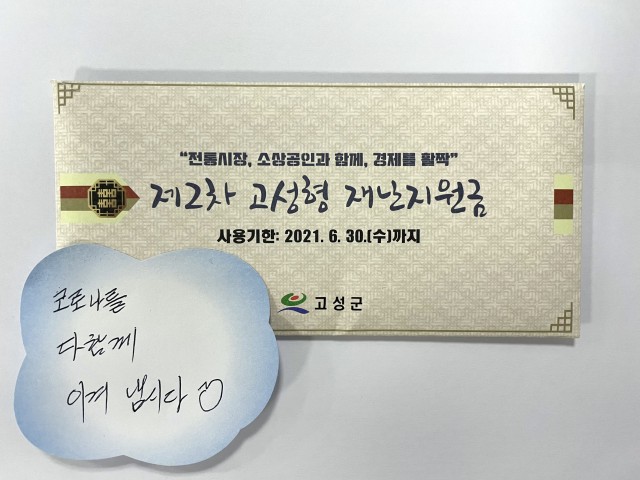 “전통시장, 소상공인과 함께, 경제를 활짝”
제2차 고성형 재난지원금
사용기한: 2021. 6. 30.(수)까지
고성군
코로나를
다함께
이겨 냅시다